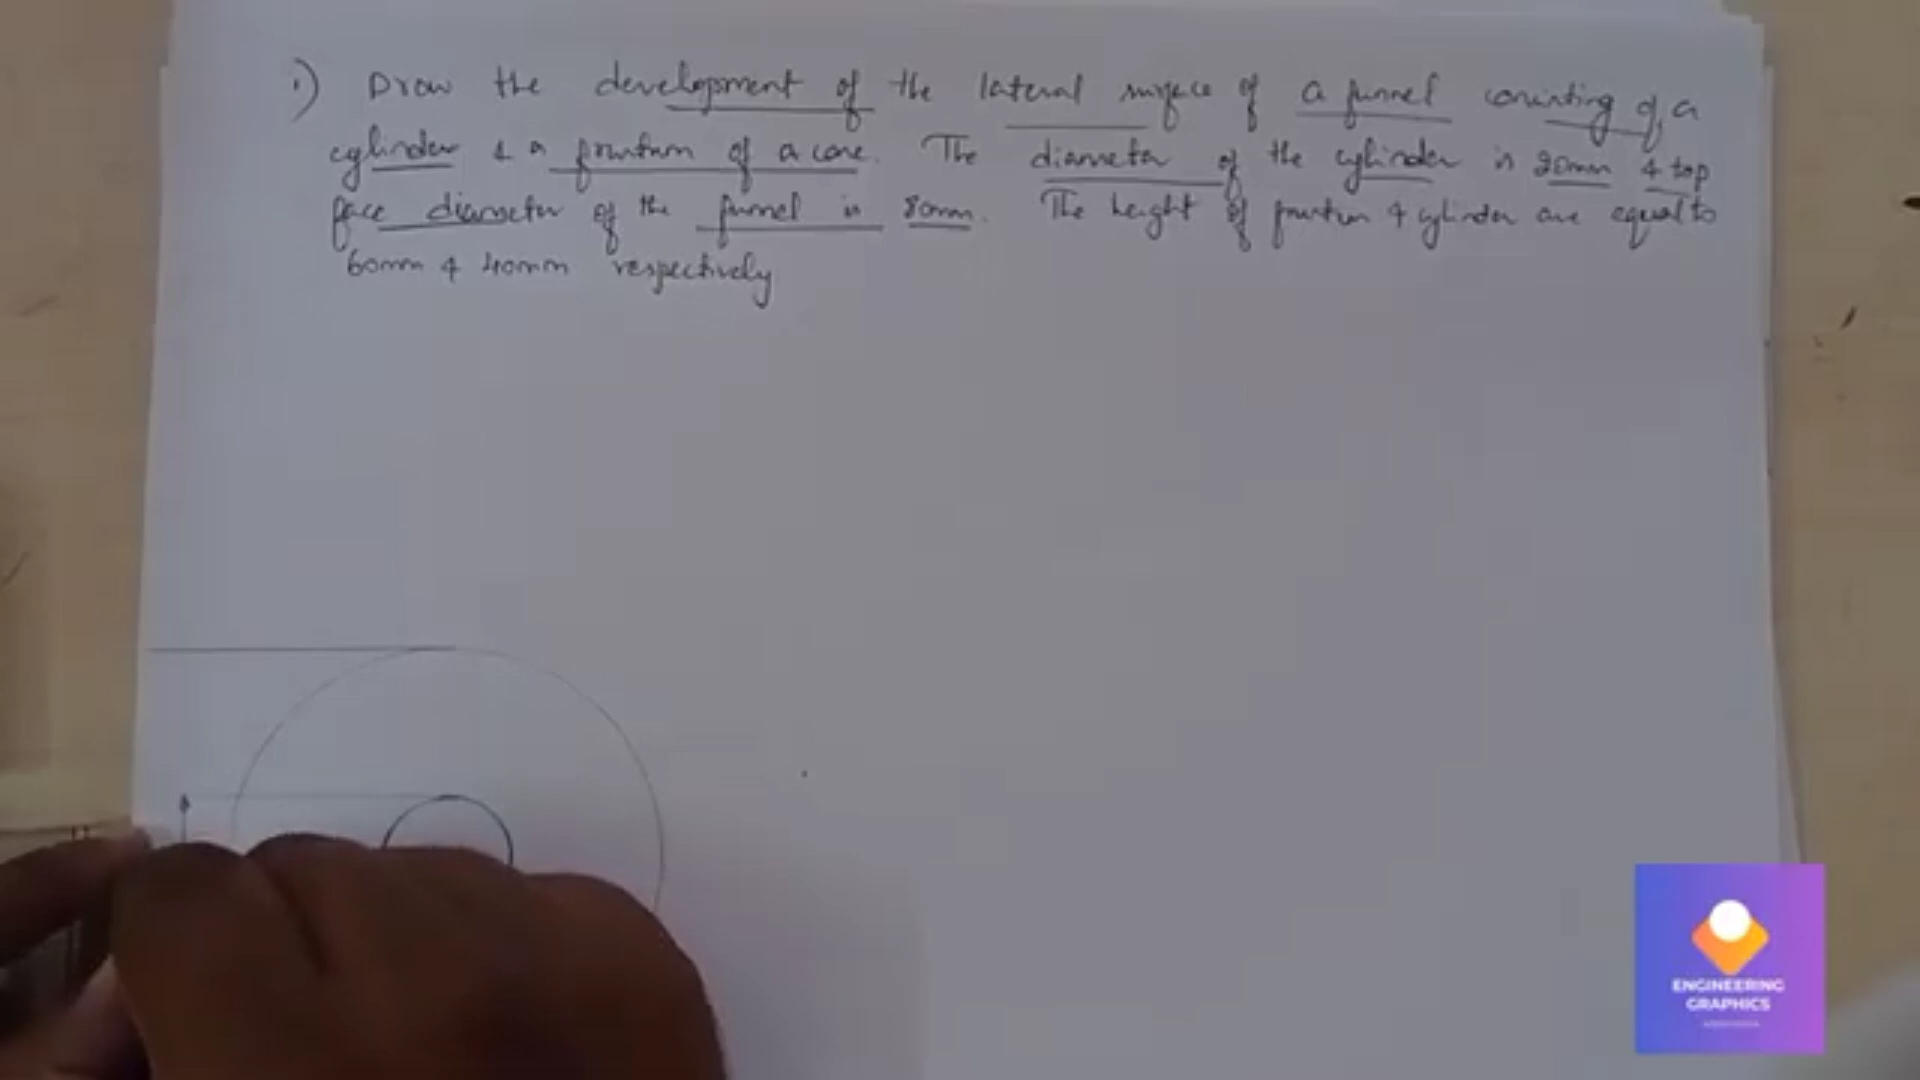 1) Draw the development of the lateral surface of a funnel consisting of a
cylinder & a frustum of a cone. The diameter of the cylinder is 20mm & top
face diameter of the funnel is 80mm. The height of frustum & cylinder are equal to
60mm & 40mm respectively
ENGINEERING
GRAPHICS